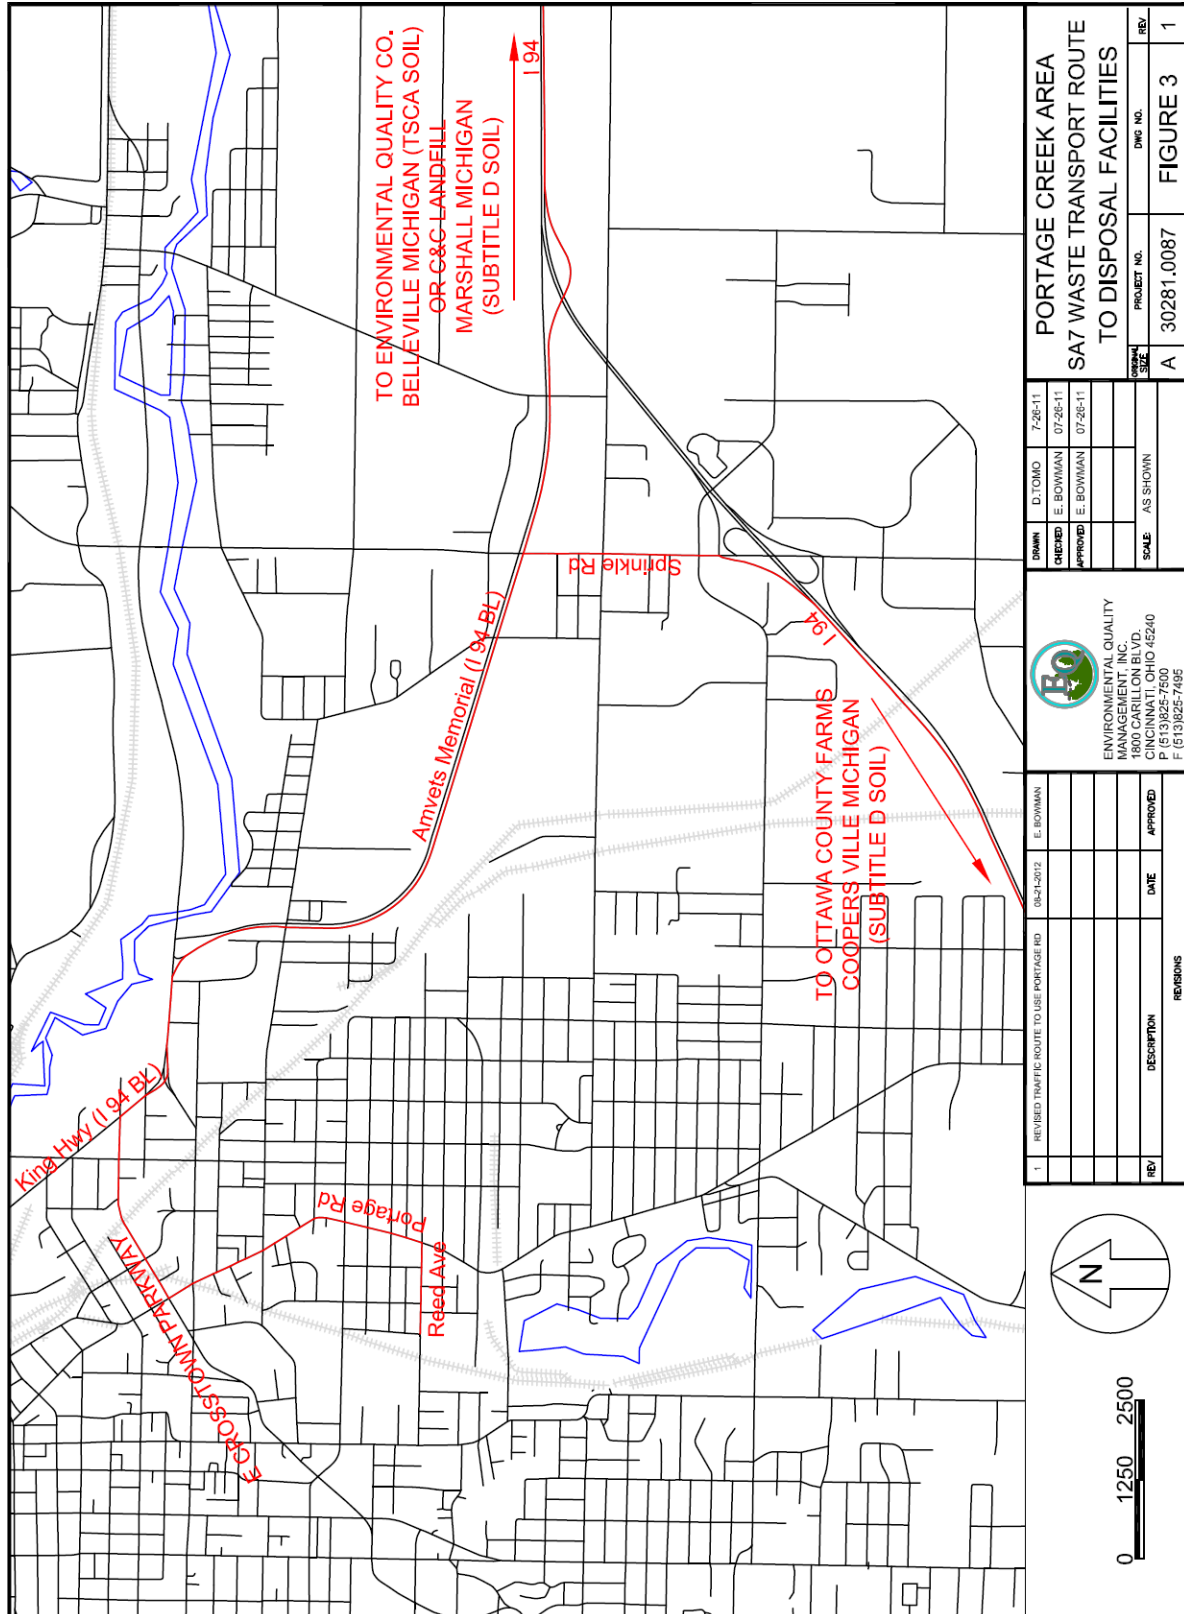 King Hwy (I 94 BL)
E CROSSTOWN PARKWAY
Portage Rd
Reed Ave
Amvets Memorial (I 94 BL)
Sprinkle Rd
I 94
I 94
TO ENVIRONMENTAL QUALITY CO.
BELLEVILLE MICHIGAN (TSCA SOIL)
OR C&C LANDFILL
MARSHALL MICHIGAN
(SUBTITLE D SOIL)
TO OTTAWA COUNTY FARMS
COOPERS VILLE MICHIGAN
(SUBTITLE D SOIL)
0 1250 2500
N
1 REVISED TRAFFIC ROUTE TO USE PORTAGE RD 08-21-2012 E. BOWMAN
REV DESCRIPTION DATE APPROVED
REVISIONS
EQ
ENVIRONMENTAL QUALITY
MANAGEMENT, INC.
1800 CARILLON BLVD.
CINCINNATI, OHIO 45240
P (513)825-7500
F (513)825-7495
DRAWN D.TOMO 7-26-11
CHECKED E. BOWMAN 07-26-11
APPROVED E. BOWMAN 07-26-11
SCALE: AS SHOWN
PORTAGE CREEK AREA
SA7 WASTE TRANSPORT ROUTE
TO DISPOSAL FACILITIES
ORIGINAL SIZE PROJECT NO. DWG NO. REV
A 30281.0087 FIGURE 3 1